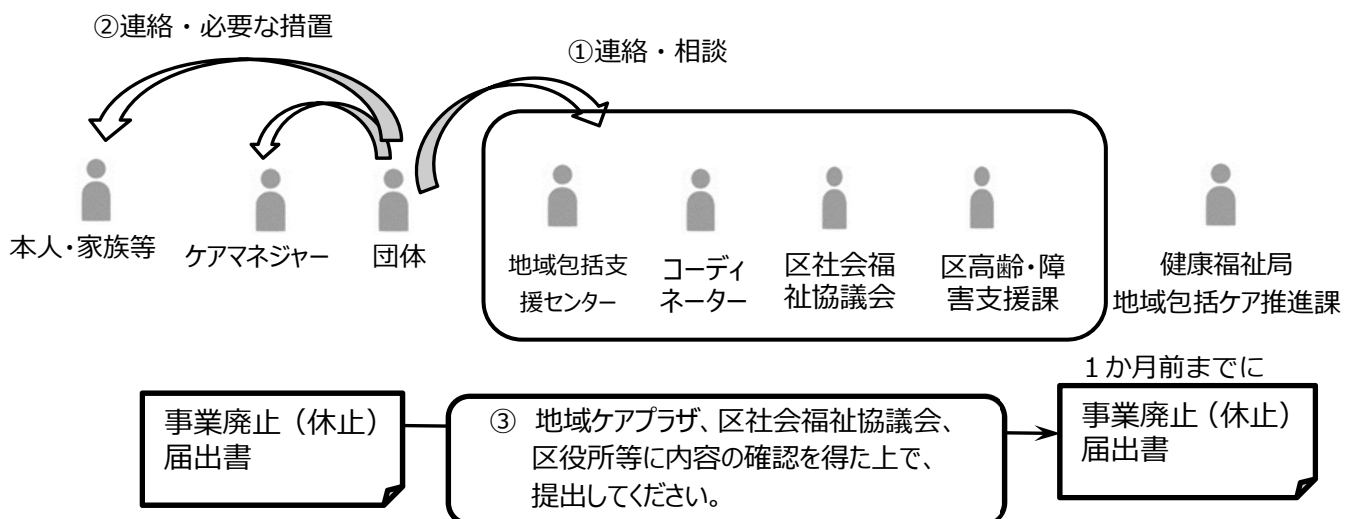 ②連絡・必要な措置
①連絡・相談
本人・家族等
ケアマネジャー
団体
地域包括支
援センター
コーディ
ネーター
区社会福
祉協議会
区高齢・障
害支援課
健康福祉局
地域包括ケア推進課
1か月前までに
事業廃止（休止）
届出書
③ 地域ケアプラザ、区社会福祉協議会、
区役所等に内容の確認を得た上で、
提出してください。
事業廃止（休止）
届出書